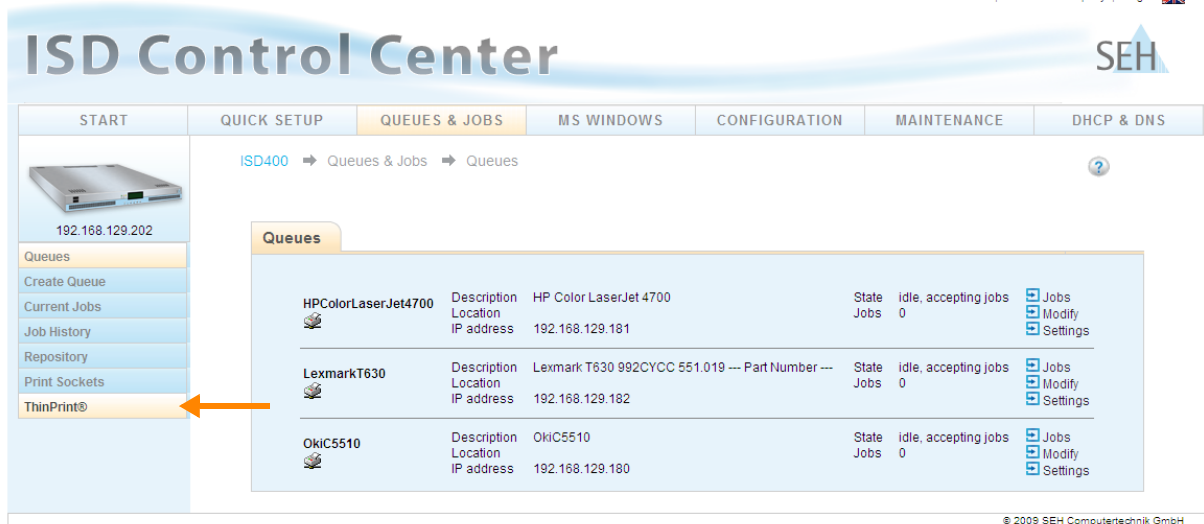 ISD Control Center
SEH
START QUICK SETUP QUEUES & JOBS MS WINDOWS CONFIGURATION MAINTENANCE DHCP & DNS
ISD400 ➡ Queues & Jobs ➡ Queues
?
192.168.129.202
Queues
Create Queue
Current Jobs
Job History
Repository
Print Sockets
ThinPrint®
Queues
HPColorLaserJet4700 Description HP Color LaserJet 4700 State idle, accepting jobs Jobs
Location Jobs 0 Modify
IP address 192.168.129.181 Settings
LexmarkT630 Description Lexmark T630 992CYCC 551.019 --- Part Number --- State idle, accepting jobs Jobs
Location Jobs 0 Modify
IP address 192.168.129.182 Settings
OkiC5510 Description OkiC5510 State idle, accepting jobs Jobs
Location Jobs 0 Modify
IP address 192.168.129.180 Settings
© 2009 SEH Computertechnik GmbH